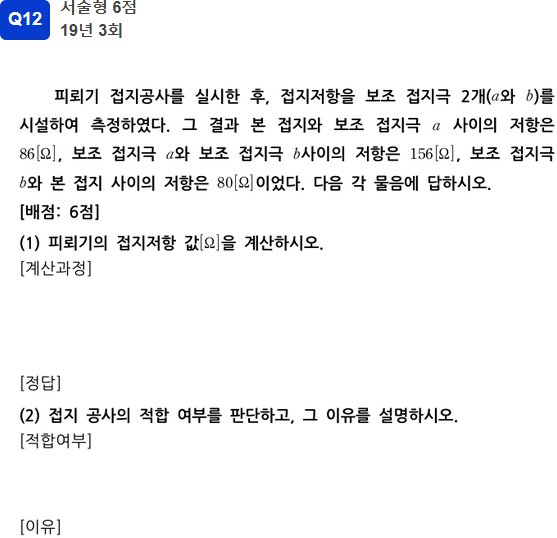 Q12
서술형 6점
19년 3회
피뢰기 접지공사를 실시한 후, 접지저항을 보조 접지극 2개(a와 b)를
시설하여 측정하였다. 그 결과 본 접지와 보조 접지극 a 사이의 저항은
86[Ω], 보조 접지극 a와 보조 접지극 b사이의 저항은 156[Ω], 보조 접지극
b와 본 접지 사이의 저항은 80[Ω]이었다. 다음 각 물음에 답하시오.
[배점: 6점]
(1) 피뢰기의 접지저항 값[Ω]을 계산하시오.
[계산과정]
[정답]
(2) 접지 공사의 적합 여부를 판단하고, 그 이유를 설명하시오.
[적합여부]
[이유]